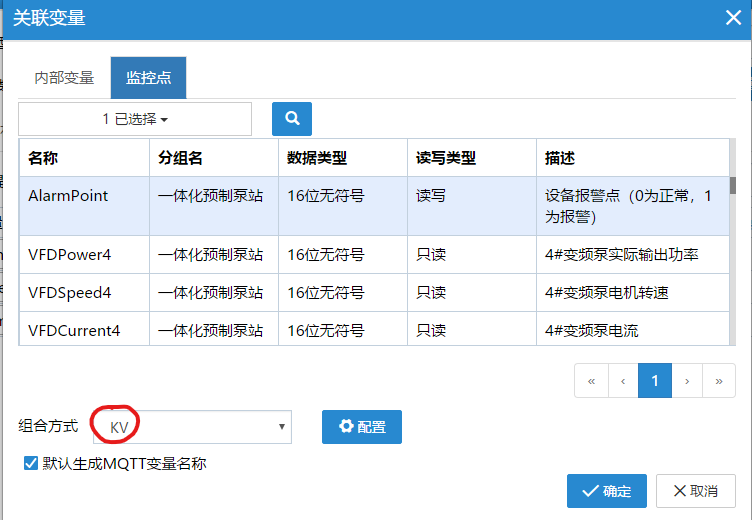 关联变量
内部变量 监控点
1 已选择
名称 分组名 数据类型 读写类型 描述
AlarmPoint 一体化预制泵站 16位无符号 读写 设备报警点（0为正常，1
为报警）
VFDPower4 一体化预制泵站 16位无符号 只读 4#变频泵实际输出功率
VFDSpeed4 一体化预制泵站 16位无符号 只读 4#变频泵电机转速
VFDCurrent4 一体化预制泵站 16位无符号 只读 4#变频泵电流
« ‹ 1 › »
组合方式 KV 配置
默认生成MQTT变量名称
确定 取消